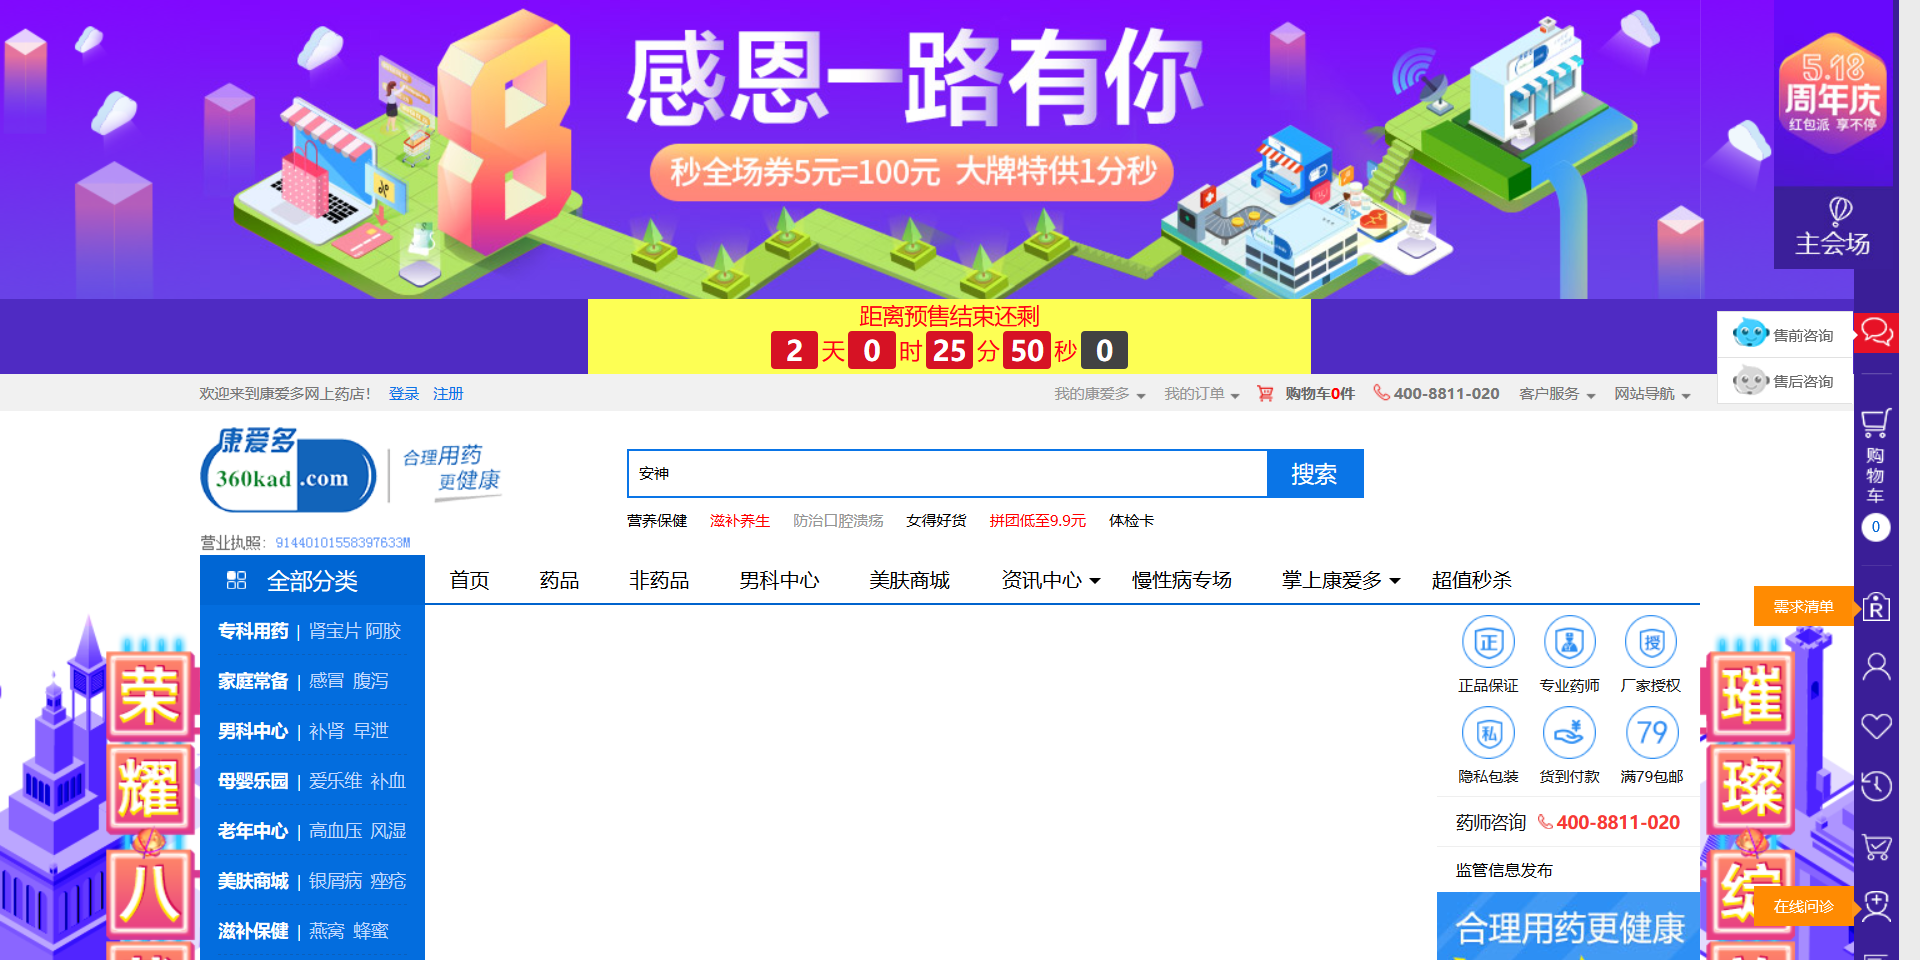 感恩一路有你
秒全场券5元=100元 大牌特供1分秒
5.18
周年庆
红包派 享不停
主会场
距离预售结束还剩
2 天 0 时 25 分 50 秒 0
售前咨询
售后咨询
欢迎来到康爱多网上药店！ 登录 注册
我的康爱多 我的订单 购物车0件 400-8811-020 客户服务 网站导航
康爱多
360kad.com
合理用药
更健康
安神
搜索
营养保健 滋补养生 防治口腔溃疡 女得好货 拼团低至9.9元 体检卡
购物车
0
营业执照：91440101558397633M
全部分类 首页 药品 非药品 男科中心 美肤商城 资讯中心 慢性病专场 掌上康爱多 超值秒杀
需求清单
R
专科用药 | 肾宝片 阿胶
家庭常备 | 感冒 腹泻
男科中心 | 补肾 早泄
母婴乐园 | 爱乐维 补血
老年中心 | 高血压 风湿
美肤商城 | 银屑病 痤疮
滋补保健 | 燕窝 蜂蜜
荣耀八
正 授
正品保证 专业药师 厂家授权
私 79
隐私包装 货到付款 满79包邮
药师咨询 400-8811-020
监管信息发布
合理用药更健康
璀璨综
在线问诊